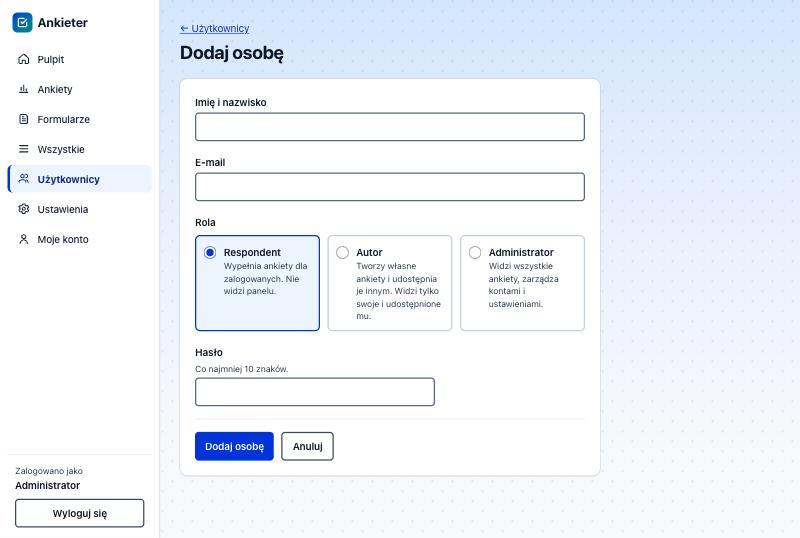 Ankieter
Pulpit
Ankiety
Formularze
Wszystkie
Użytkownicy
Ustawienia
Moje konto
Zalogowano jako
Administrator
Wyloguj się
← Użytkownicy
Dodaj osobę
Imię i nazwisko
E-mail
Rola
Respondent
Wypełnia ankiety dla
zalogowanych. Nie
widzi panelu.
Autor
Tworzy własne
ankiety i udostępnia
je innym. Widzi tylko
swoje i udostępnione
mu.
Administrator
Widzi wszystkie
ankiety, zarządza
kontami i
ustawieniami.
Hasło
Co najmniej 10 znaków.
Dodaj osobę
Anuluj